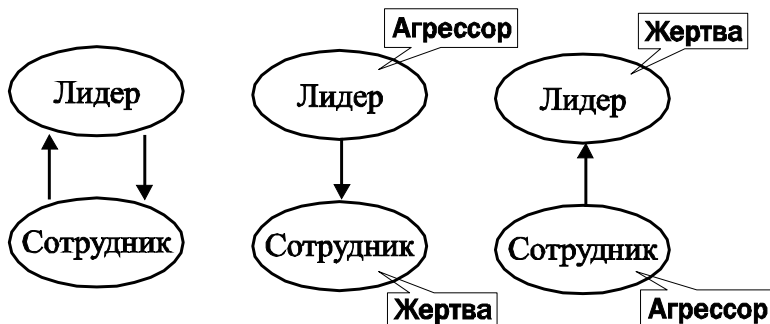 Агрессор
Жертва
Лидер
Лидер
Лидер
Сотрудник
Сотрудник
Сотрудник
Жертва
Агрессор